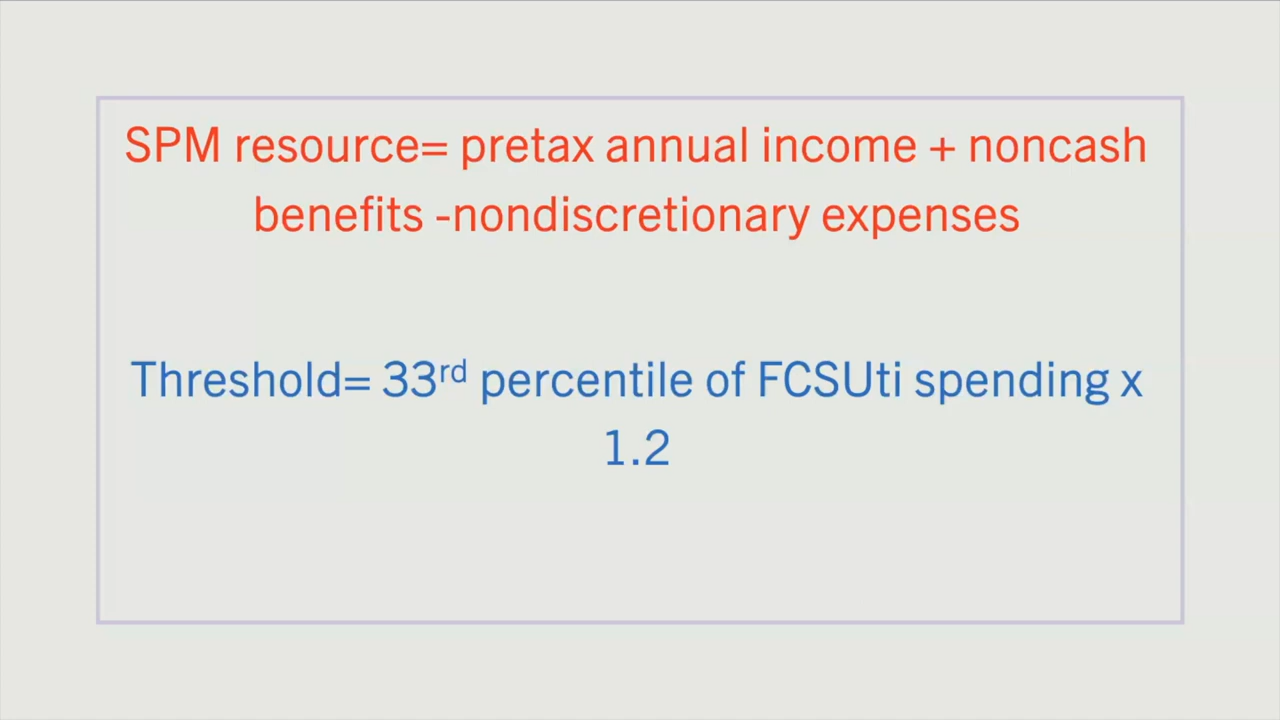 SPM resource= pretax annual income + noncash
benefits -nondiscretionary expenses
Threshold= 33rd percentile of FCSUti spending x
1.2